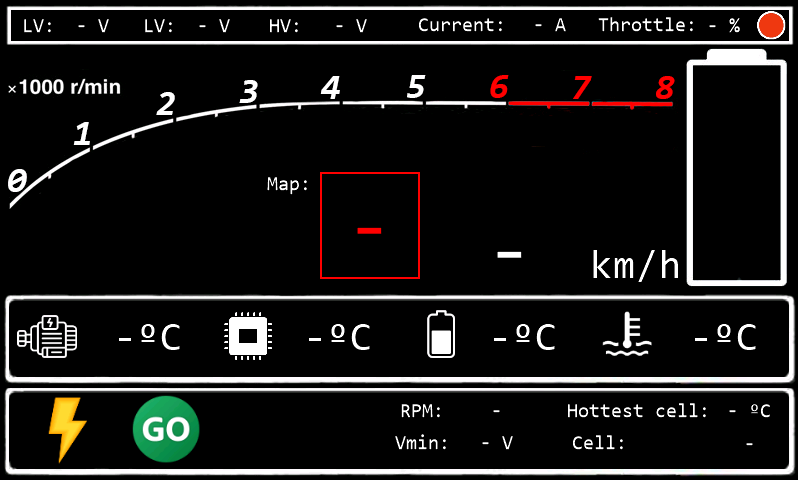 LV: - V LV: - V HV: - V Current: - A Throttle: - %
×1000 r/min
0 1 2 3 4 5 6 7 8
Map: -
- km/h
-ºC -ºC -ºC -ºC
GO
RPM: - Hottest cell: - ºC
Vmin: - V Cell: -